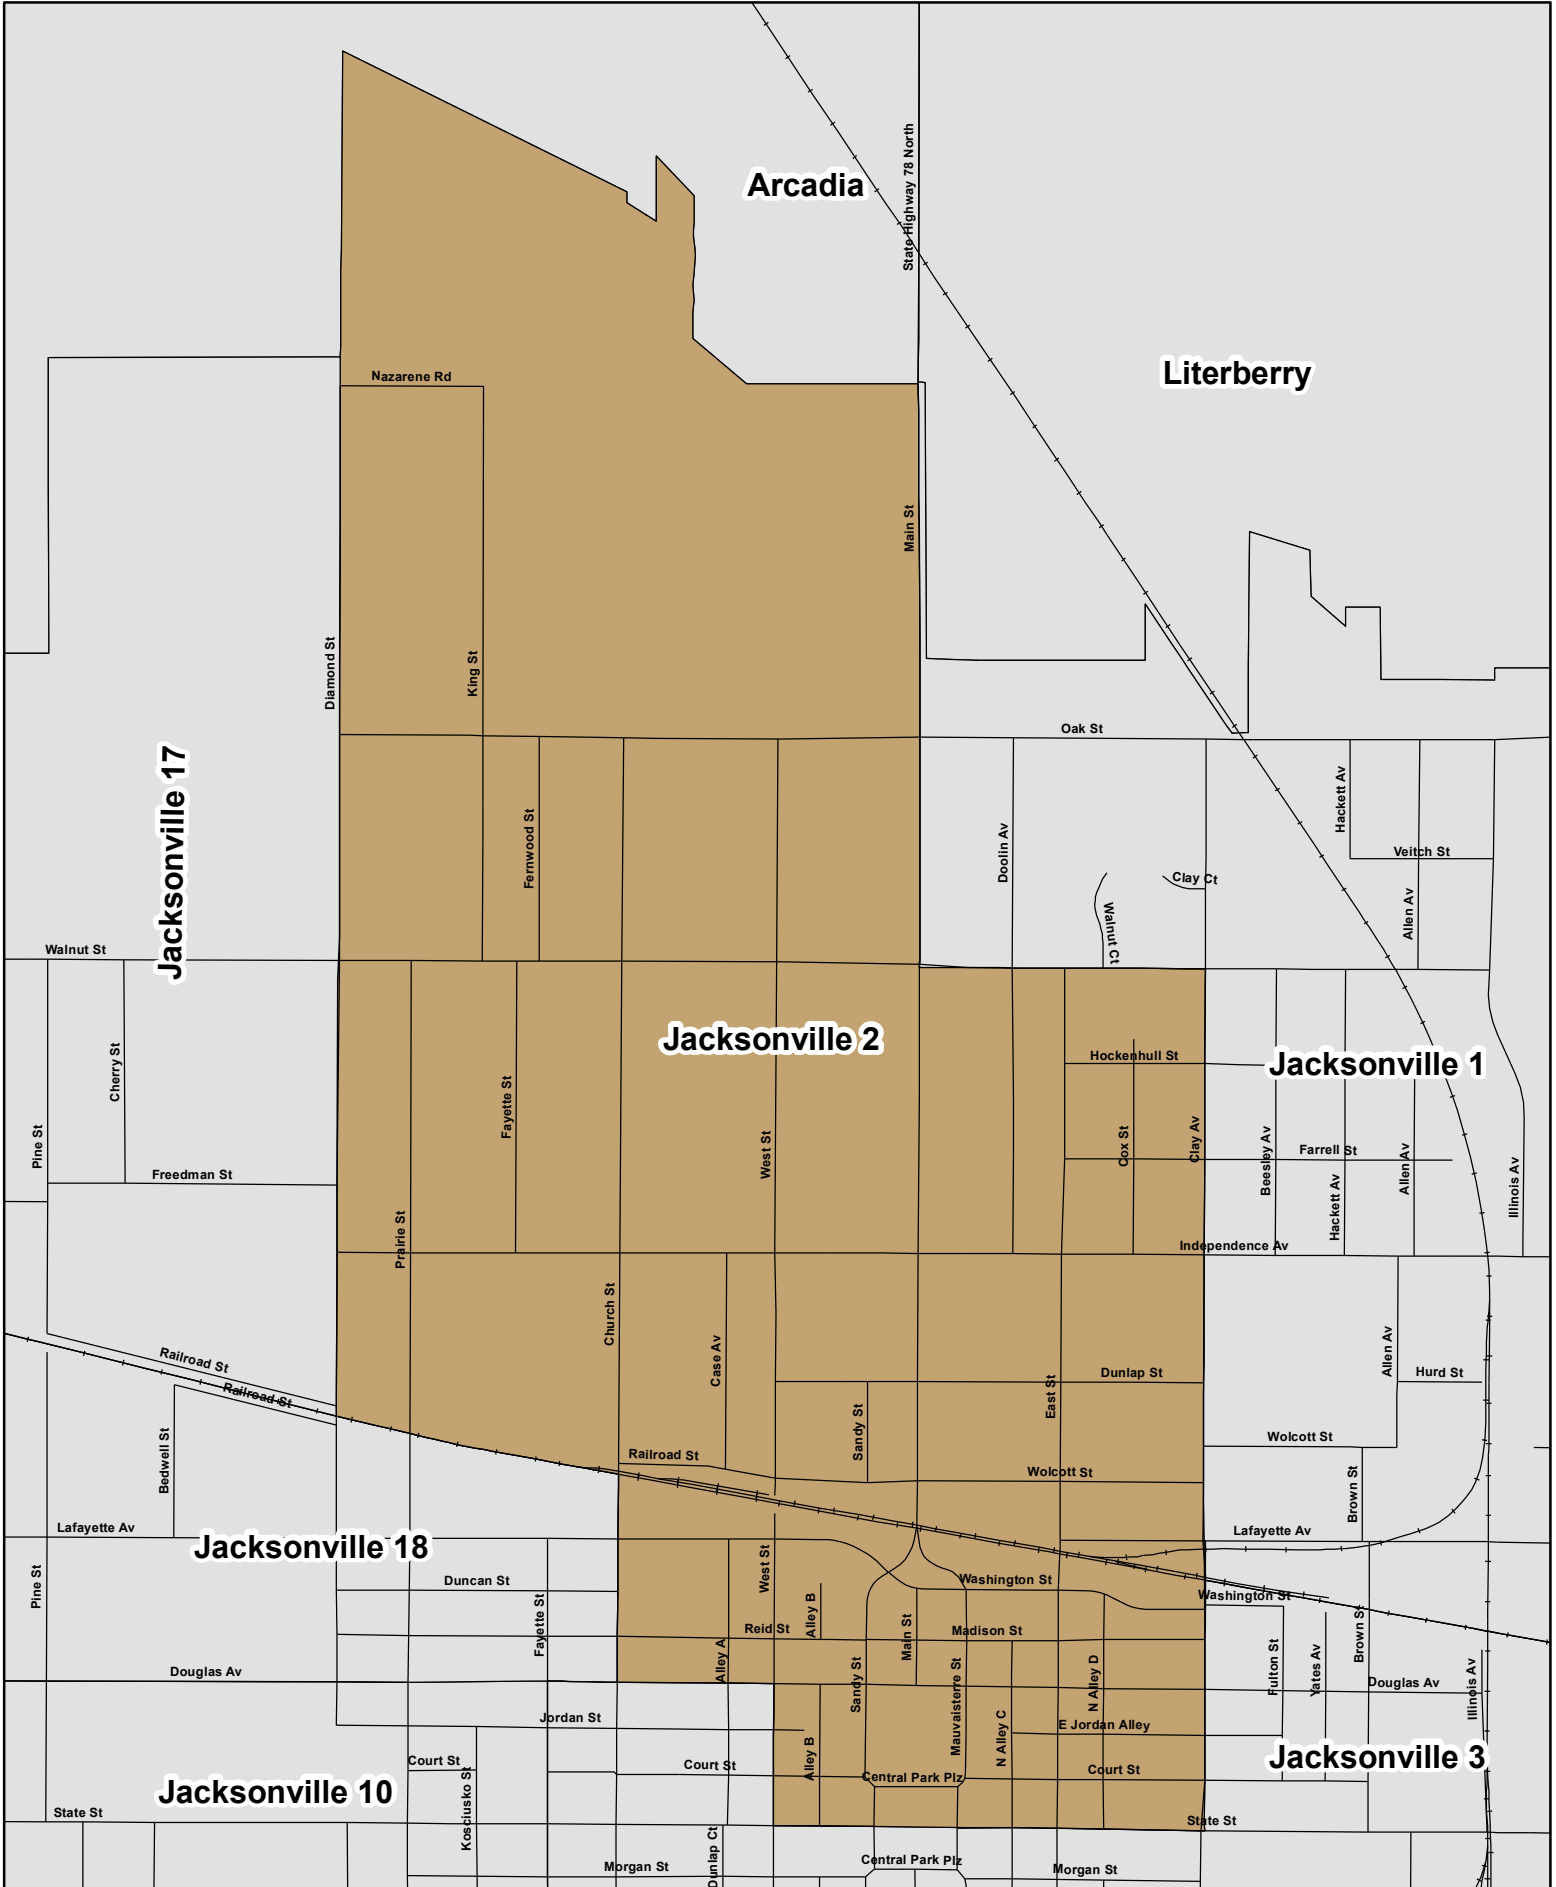 Arcadia
State Highway 78 North
Literberry
Nazarene Rd
Main St
Diamond St
King St
Oak St
Jacksonville 17
Fernwood St
Doolin Av
Hackett Av
Veitch St
Clay Ct
Walnut Ct
Allen Av
Walnut St
Jacksonville 2
Hockenhull St
Jacksonville 1
Cherry St
Pine St
Fayette St
West St
Cox St
Clay Av
Beesley Av
Farrell St
Hackett Av
Allen Av
Illinois Av
Freedman St
Prairie St
Independence Av
Church St
Case Av
Railroad St
Railroad St
Dunlap St
East St
Allen Av
Hurd St
Sandy St
Bedwell St
Railroad St
Wolcott St
Wolcott St
Brown St
Lafayette Av
Jacksonville 18
Lafayette Av
Pine St
Duncan St
West St
Washington St
Washington St
Alley B
Fayette St
Reid St
Main St
Madison St
Brown St
Alley A
Douglas Av
Sandy St
Mauvaisterre St
N Alley D
Fulton St
Yates Av
Douglas Av
Illinois Av
Jordan St
N Alley C
E Jordan Alley
Court St
Court St
Alley B
Central Park Plz
Court St
Jacksonville 3
Jacksonville 10
Kosciusko St
State St
State St
Dunlap Ct
Morgan St
Central Park Plz
Morgan St